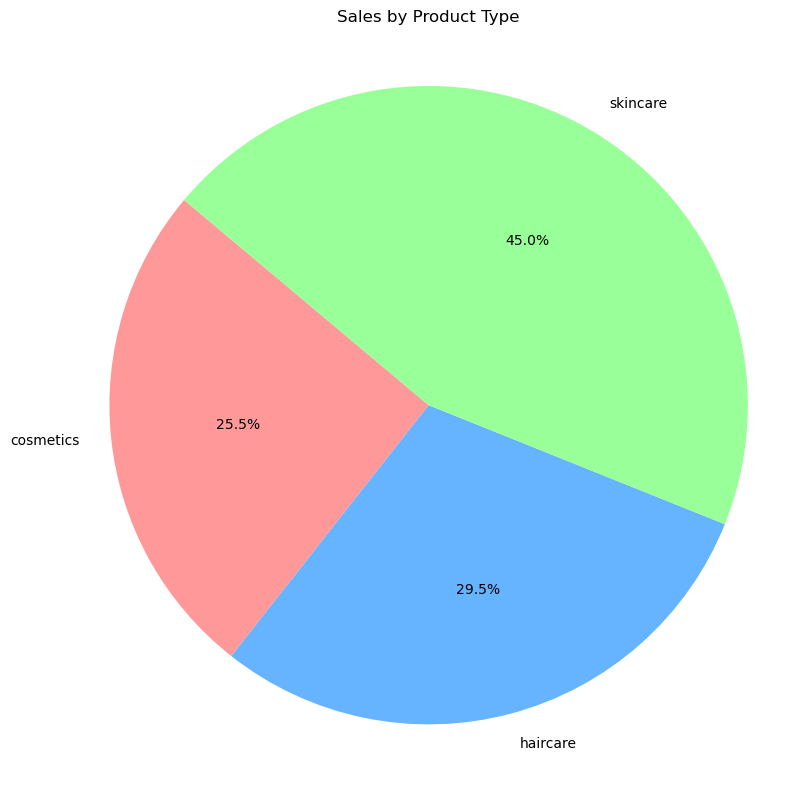 Sales by Product Type
skincare
45.0%
25.5%
cosmetics
29.5%
haircare